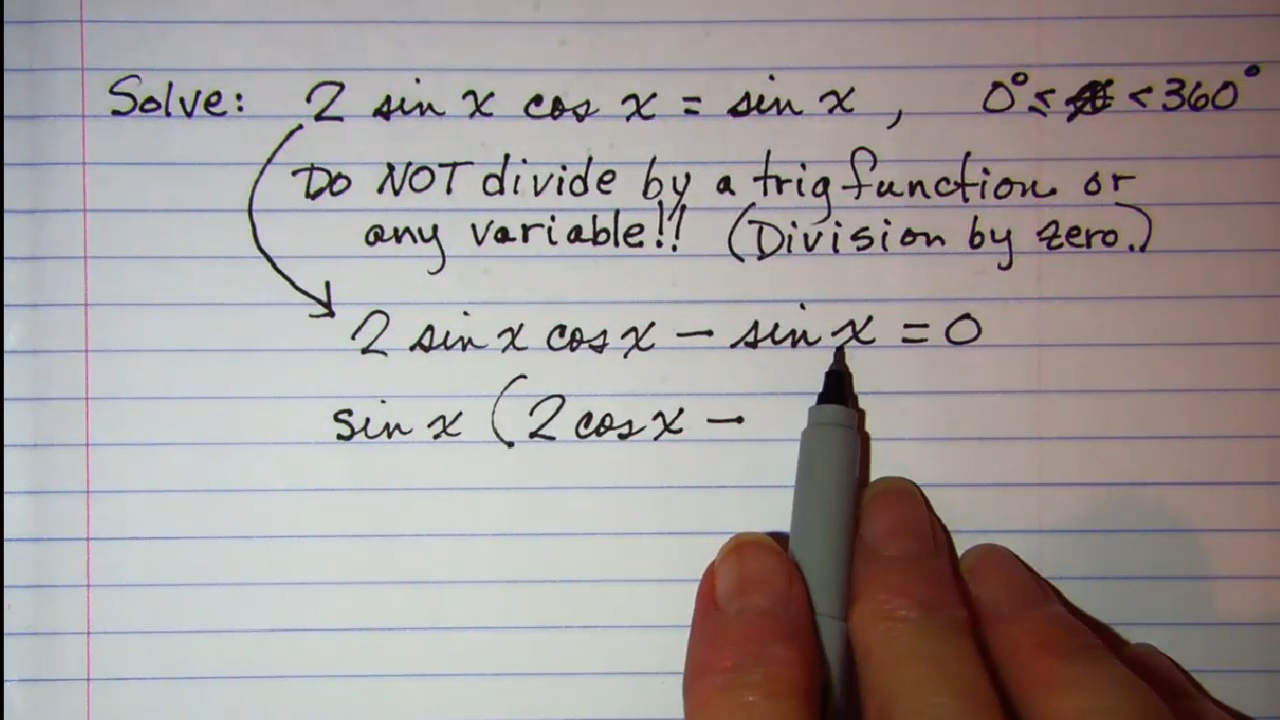 Solve: 2 sin x cos x = sin x , 0° < < 360°
Do NOT divide by a trig function or
any variable!! (Division by zero.)
2 sin x cos x − sin x = 0
sin x (2 cos x −